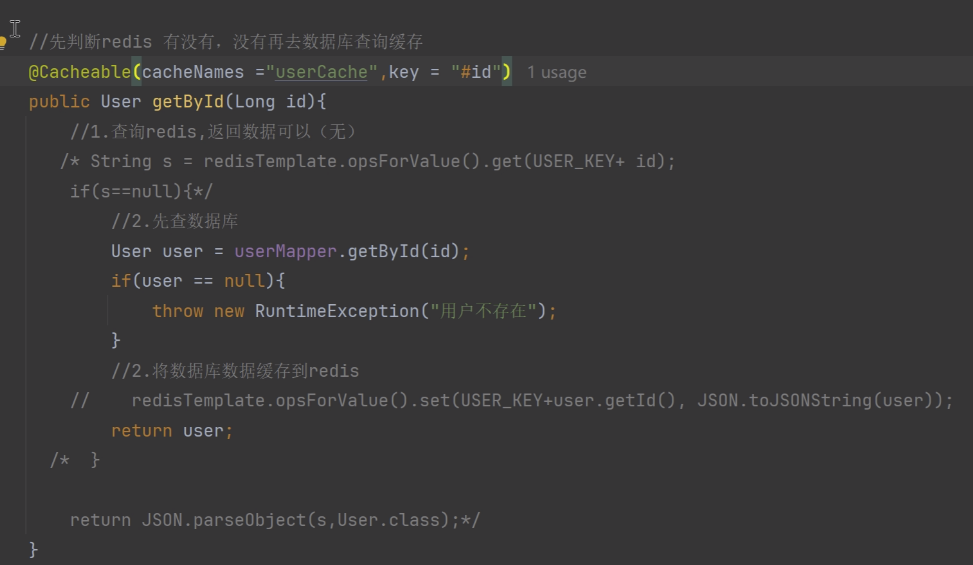 //先判断redis 有没有，没有再去数据库查询缓存
@Cacheable(cacheNames ="userCache",key = "#id") 1 usage
public User getById(Long id){
//1.查询redis,返回数据可以（无）
/* String s = redisTemplate.opsForValue().get(USER_KEY+ id);
if(s==null){*/
//2.先查数据库
User user = userMapper.getById(id);
if(user == null){
throw new RuntimeException("用户不存在");
}
//2.将数据库数据缓存到redis
// redisTemplate.opsForValue().set(USER_KEY+user.getId(), JSON.toJSONString(user));
return user;
/* }
return JSON.parseObject(s,User.class);*/
}